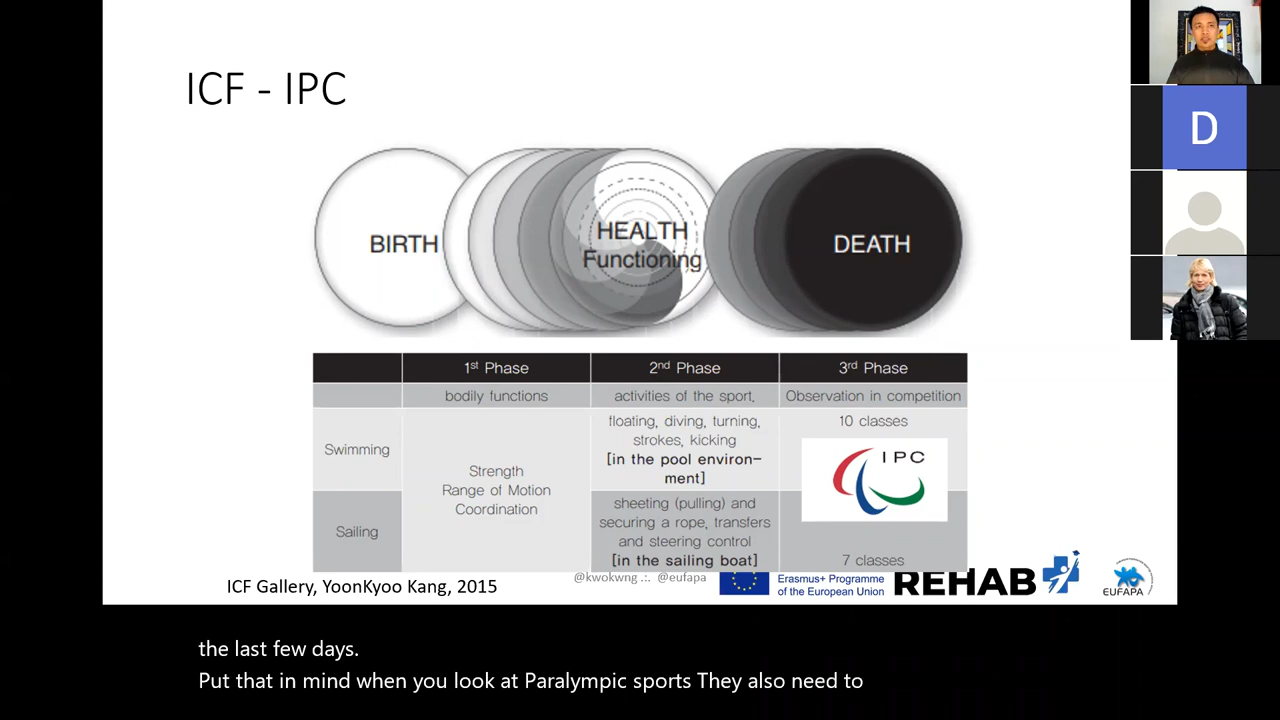 ICF - IPC
D
BIRTH
HEALTH
Functioning
DEATH
1st Phase
2nd Phase
3rd Phase
bodily functions
activities of the sport,
Observation in competition
Swimming
Strength
Range of Motion
Coordination
floating, diving, turning,
strokes, kicking
[in the pool environ-
ment]
10 classes
IPC
Sailing
sheeting (pulling) and
securing a rope, transfers
and steering control
[in the sailing boat]
7 classes
ICF Gallery, YoonKyoo Kang, 2015
@kwokwng .:. @eufapa
Erasmus+ Programme
of the European Union
REHAB
EUFAPA
the last few days.
Put that in mind when you look at Paralympic sports They also need to